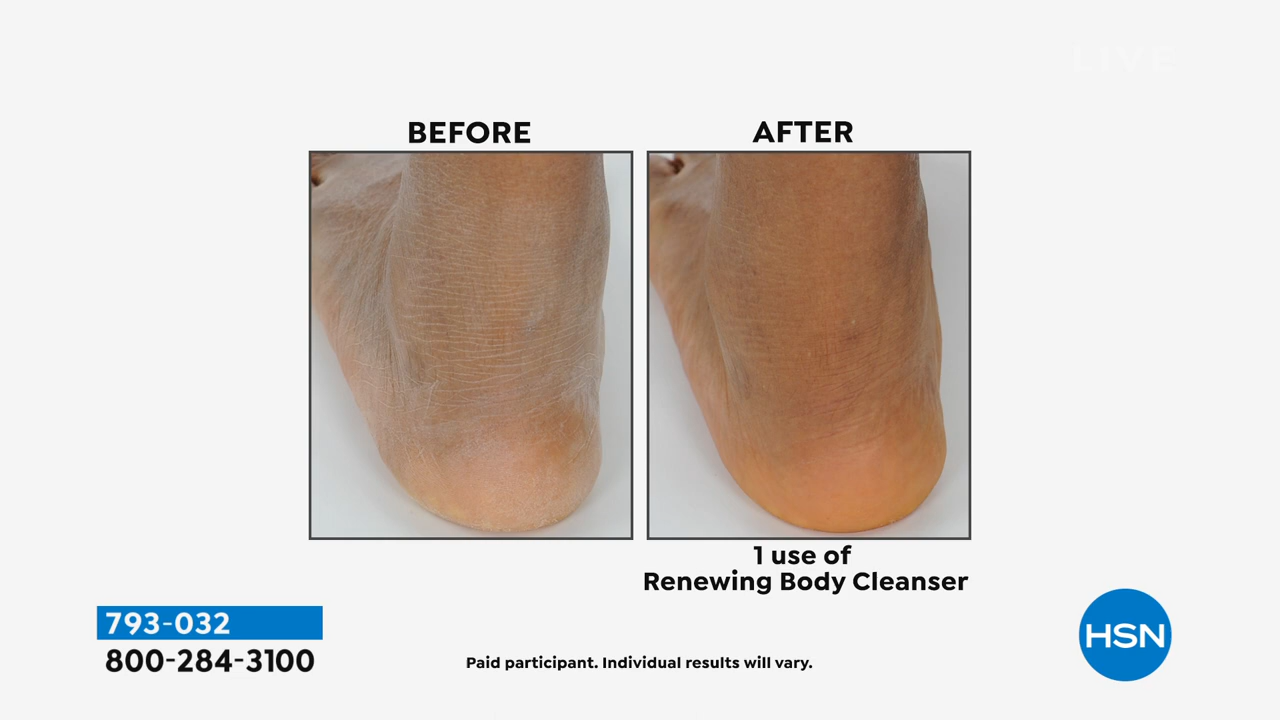 LIVE
BEFORE
AFTER
1 use of
Renewing Body Cleanser
793-032
800-284-3100
Paid participant. Individual results will vary.
HSN